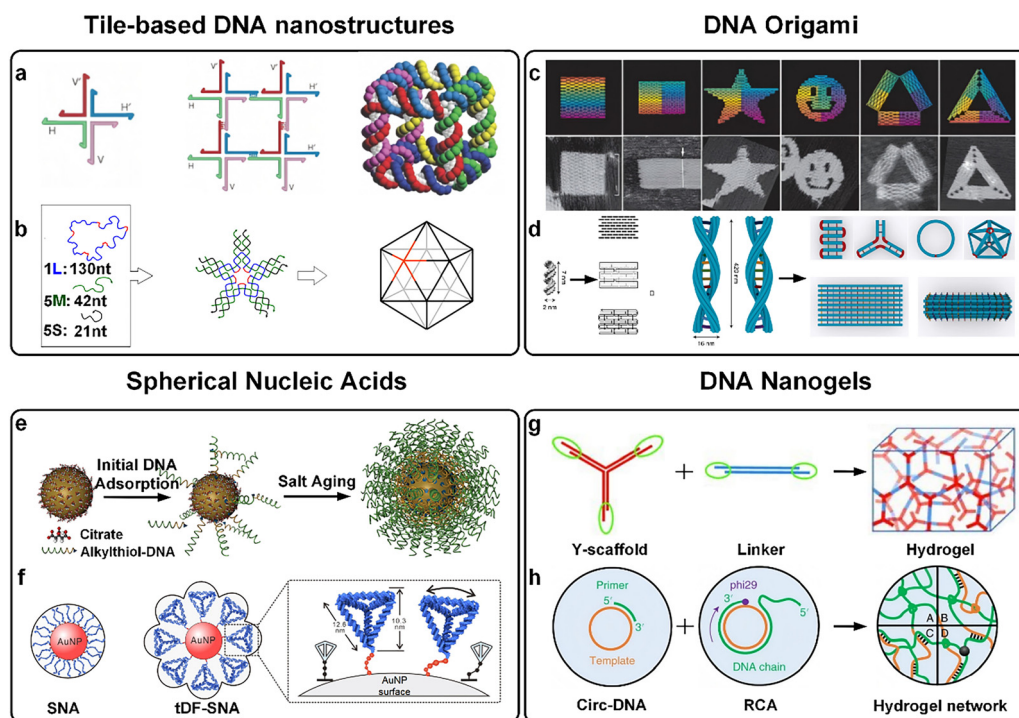 Tile-based DNA nanostructures
DNA Origami
a
V'
H'
H
V
V'
H'
H
V
b
1L: 130nt
5M: 42nt
5S: 21nt
c
d
7 nm
2 nm
420 nm
16 nm
Spherical Nucleic Acids
DNA Nanogels
e
Initial DNA
Adsorption
Salt Aging
Citrate
Alkylthiol-DNA
f
AuNP
SNA
AuNP
tDF-SNA
12.6
nm
10.3
nm
AuNP
surface
g
Y-scaffold
+
Linker
Hydrogel
h
Primer
5′
3′
Template
Circ-DNA
+
phi29
3′
5′
DNA chain
RCA
A
B
C
D
Hydrogel network